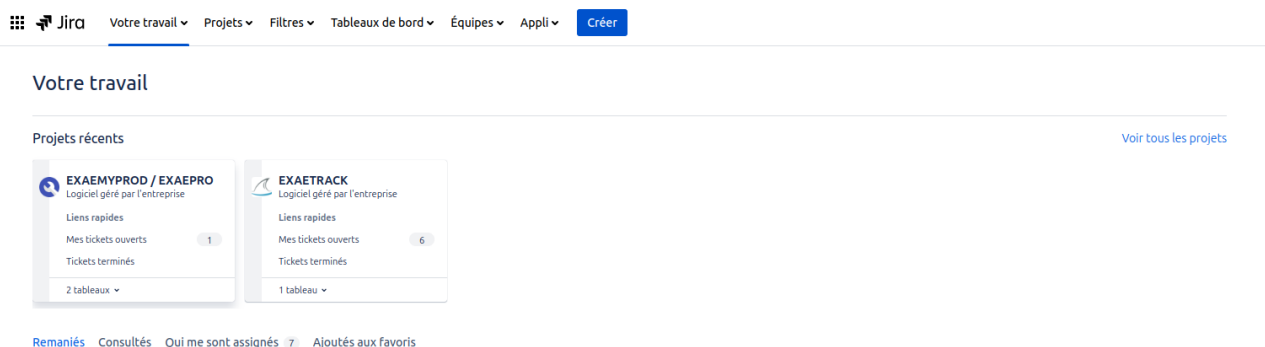 Jira Votre travail Projets Filtres Tableaux de bord Équipes Appli Créer
Votre travail
Projets récents
Voir tous les projets
EXAEMYPROD / EXAEPRO
Logiciel géré par l'entreprise
Liens rapides
Mes tickets ouverts 1
Tickets terminés
2 tableaux
EXAETRACK
Logiciel géré par l'entreprise
Liens rapides
Mes tickets ouverts 6
Tickets terminés
1 tableau
Remaniés Consultés Qui me sont assignés 7 Ajoutés aux favoris